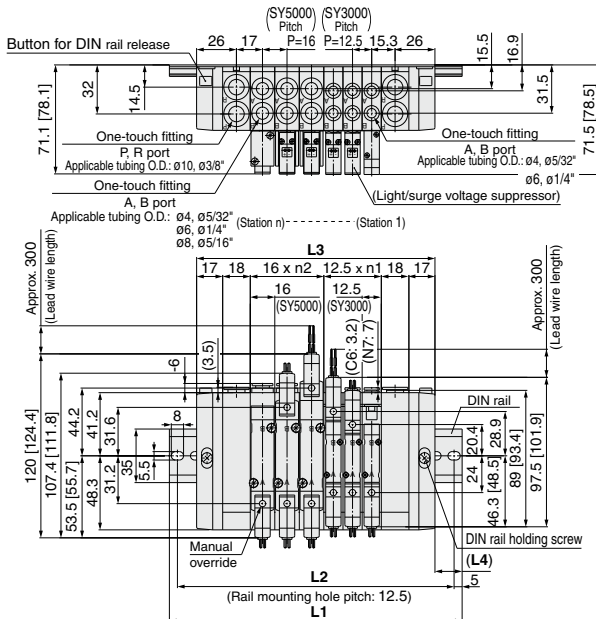 (SY5000) (SY3000)
Pitch Pitch
26 17 P=16 P=12.5 15.3 26
Button for DIN rail release
15.5
16.9
71.1 [78.1]
32
14.5
31.5
71.5 [78.5]
One-touch fitting
P, R port
Applicable tubing O.D.: ø10, ø3/8"
One-touch fitting
A, B port
Applicable tubing O.D.: ø4, ø5/32"
ø6, ø1/4"
One-touch fitting
A, B port
Applicable tubing O.D.: ø4, ø5/32"
ø6, ø1/4"
ø8, ø5/16"
(Light/surge voltage suppressor)
(Station n) - - - - - - - - - - - - (Station 1)
L3
17 18 16 x n2 12.5 x n1 18 17
16 12.5
(SY5000) (SY3000)
Approx. 300
(Lead wire length)
Approx. 300
(Lead wire length)
-6
(3.5)
(C6: 3.2)
(N7: 7)
120 [124.4]
107.4 [111.8]
53.5 [55.7]
44.2
41.2
31.6
8
35
5.5
31.2
48.3
DIN rail
20.4
28.9
24
46.3 [48.5]
89 [93.4]
97.5 [101.9]
Manual
override
DIN rail holding screw
(L4)
L2
5
(Rail mounting hole pitch: 12.5)
L1